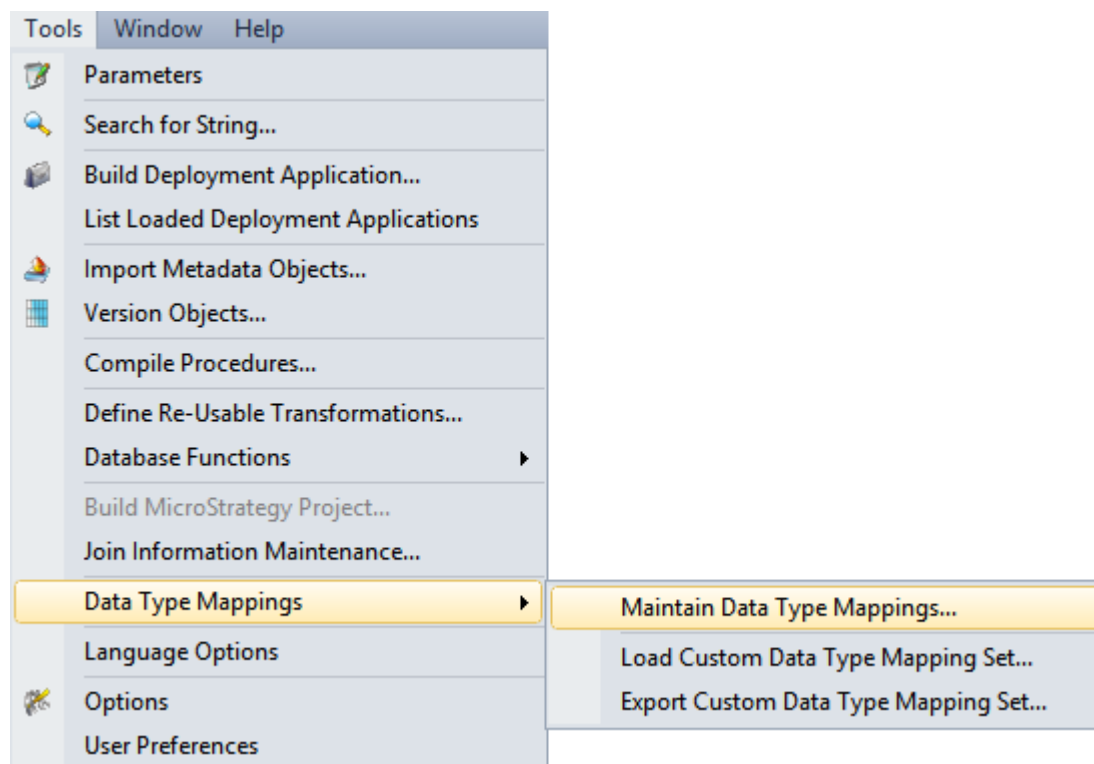 Tools Window Help
Parameters
Search for String...
Build Deployment Application...
List Loaded Deployment Applications
Import Metadata Objects...
Version Objects...
Compile Procedures...
Define Re-Usable Transformations...
Database Functions
Build MicroStrategy Project...
Join Information Maintenance...
Data Type Mappings
Maintain Data Type Mappings...
Language Options
Load Custom Data Type Mapping Set...
Options
Export Custom Data Type Mapping Set...
User Preferences